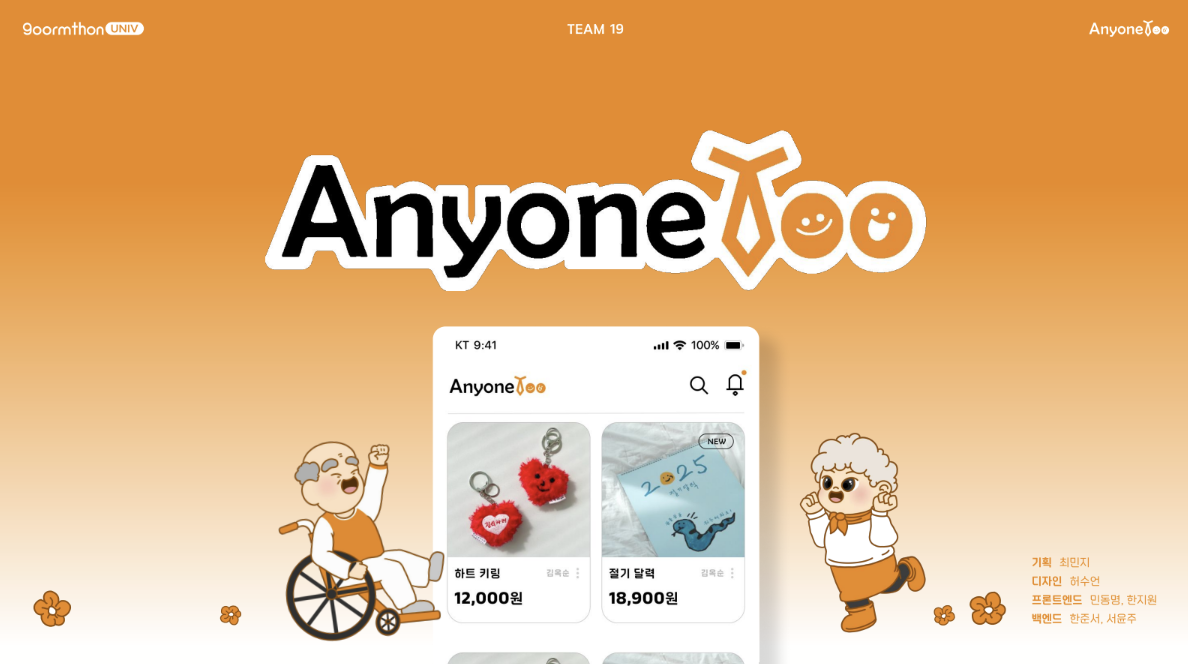 goormthon UNIV
TEAM 19
AnyoneToo
AnyoneToo
KT 9:41
100%
AnyoneToo
NEW
2025
하트 키링
김옥순
12,000원
절기 달력
김옥순
18,900원
기획 최민지
디자인 허수언
프론트엔드 민동명, 한지원
백엔드 한준서, 서윤주